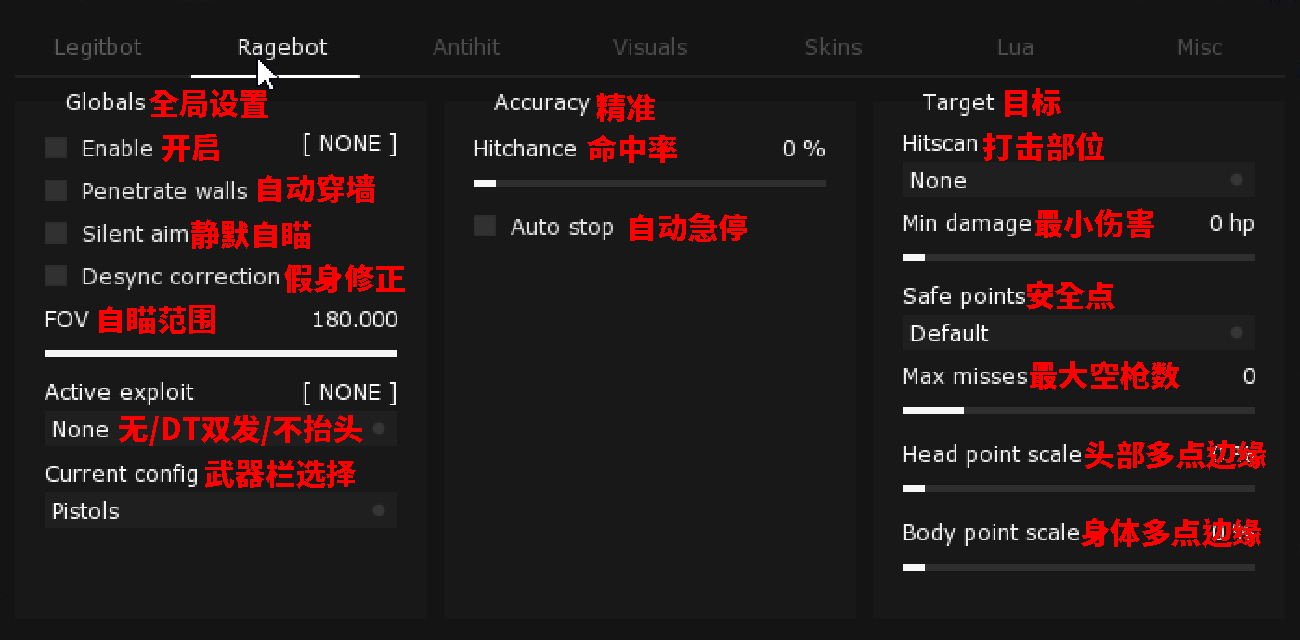 Legitbot Ragebot Antihit Visuals Skins Lua Misc
Globals 全局设置
Enable 开启 [ NONE ]
Penetrate walls 自动穿墙
Silent aim 静默自瞄
Desync correction 假身修正
FOV 自瞄范围 180.000
Active exploit [ NONE ]
None 无/DT双发/不抬头
Current config 武器栏选择
Pistols
Accuracy 精准
Hitchance 命中率 0 %
Auto stop 自动急停
Target 目标
Hitscan 打击部位
None
Min damage 最小伤害 0 hp
Safe points 安全点
Default
Max misses 最大空枪数 0
Head point scale 头部多点边缘
Body point scale 身体多点边缘